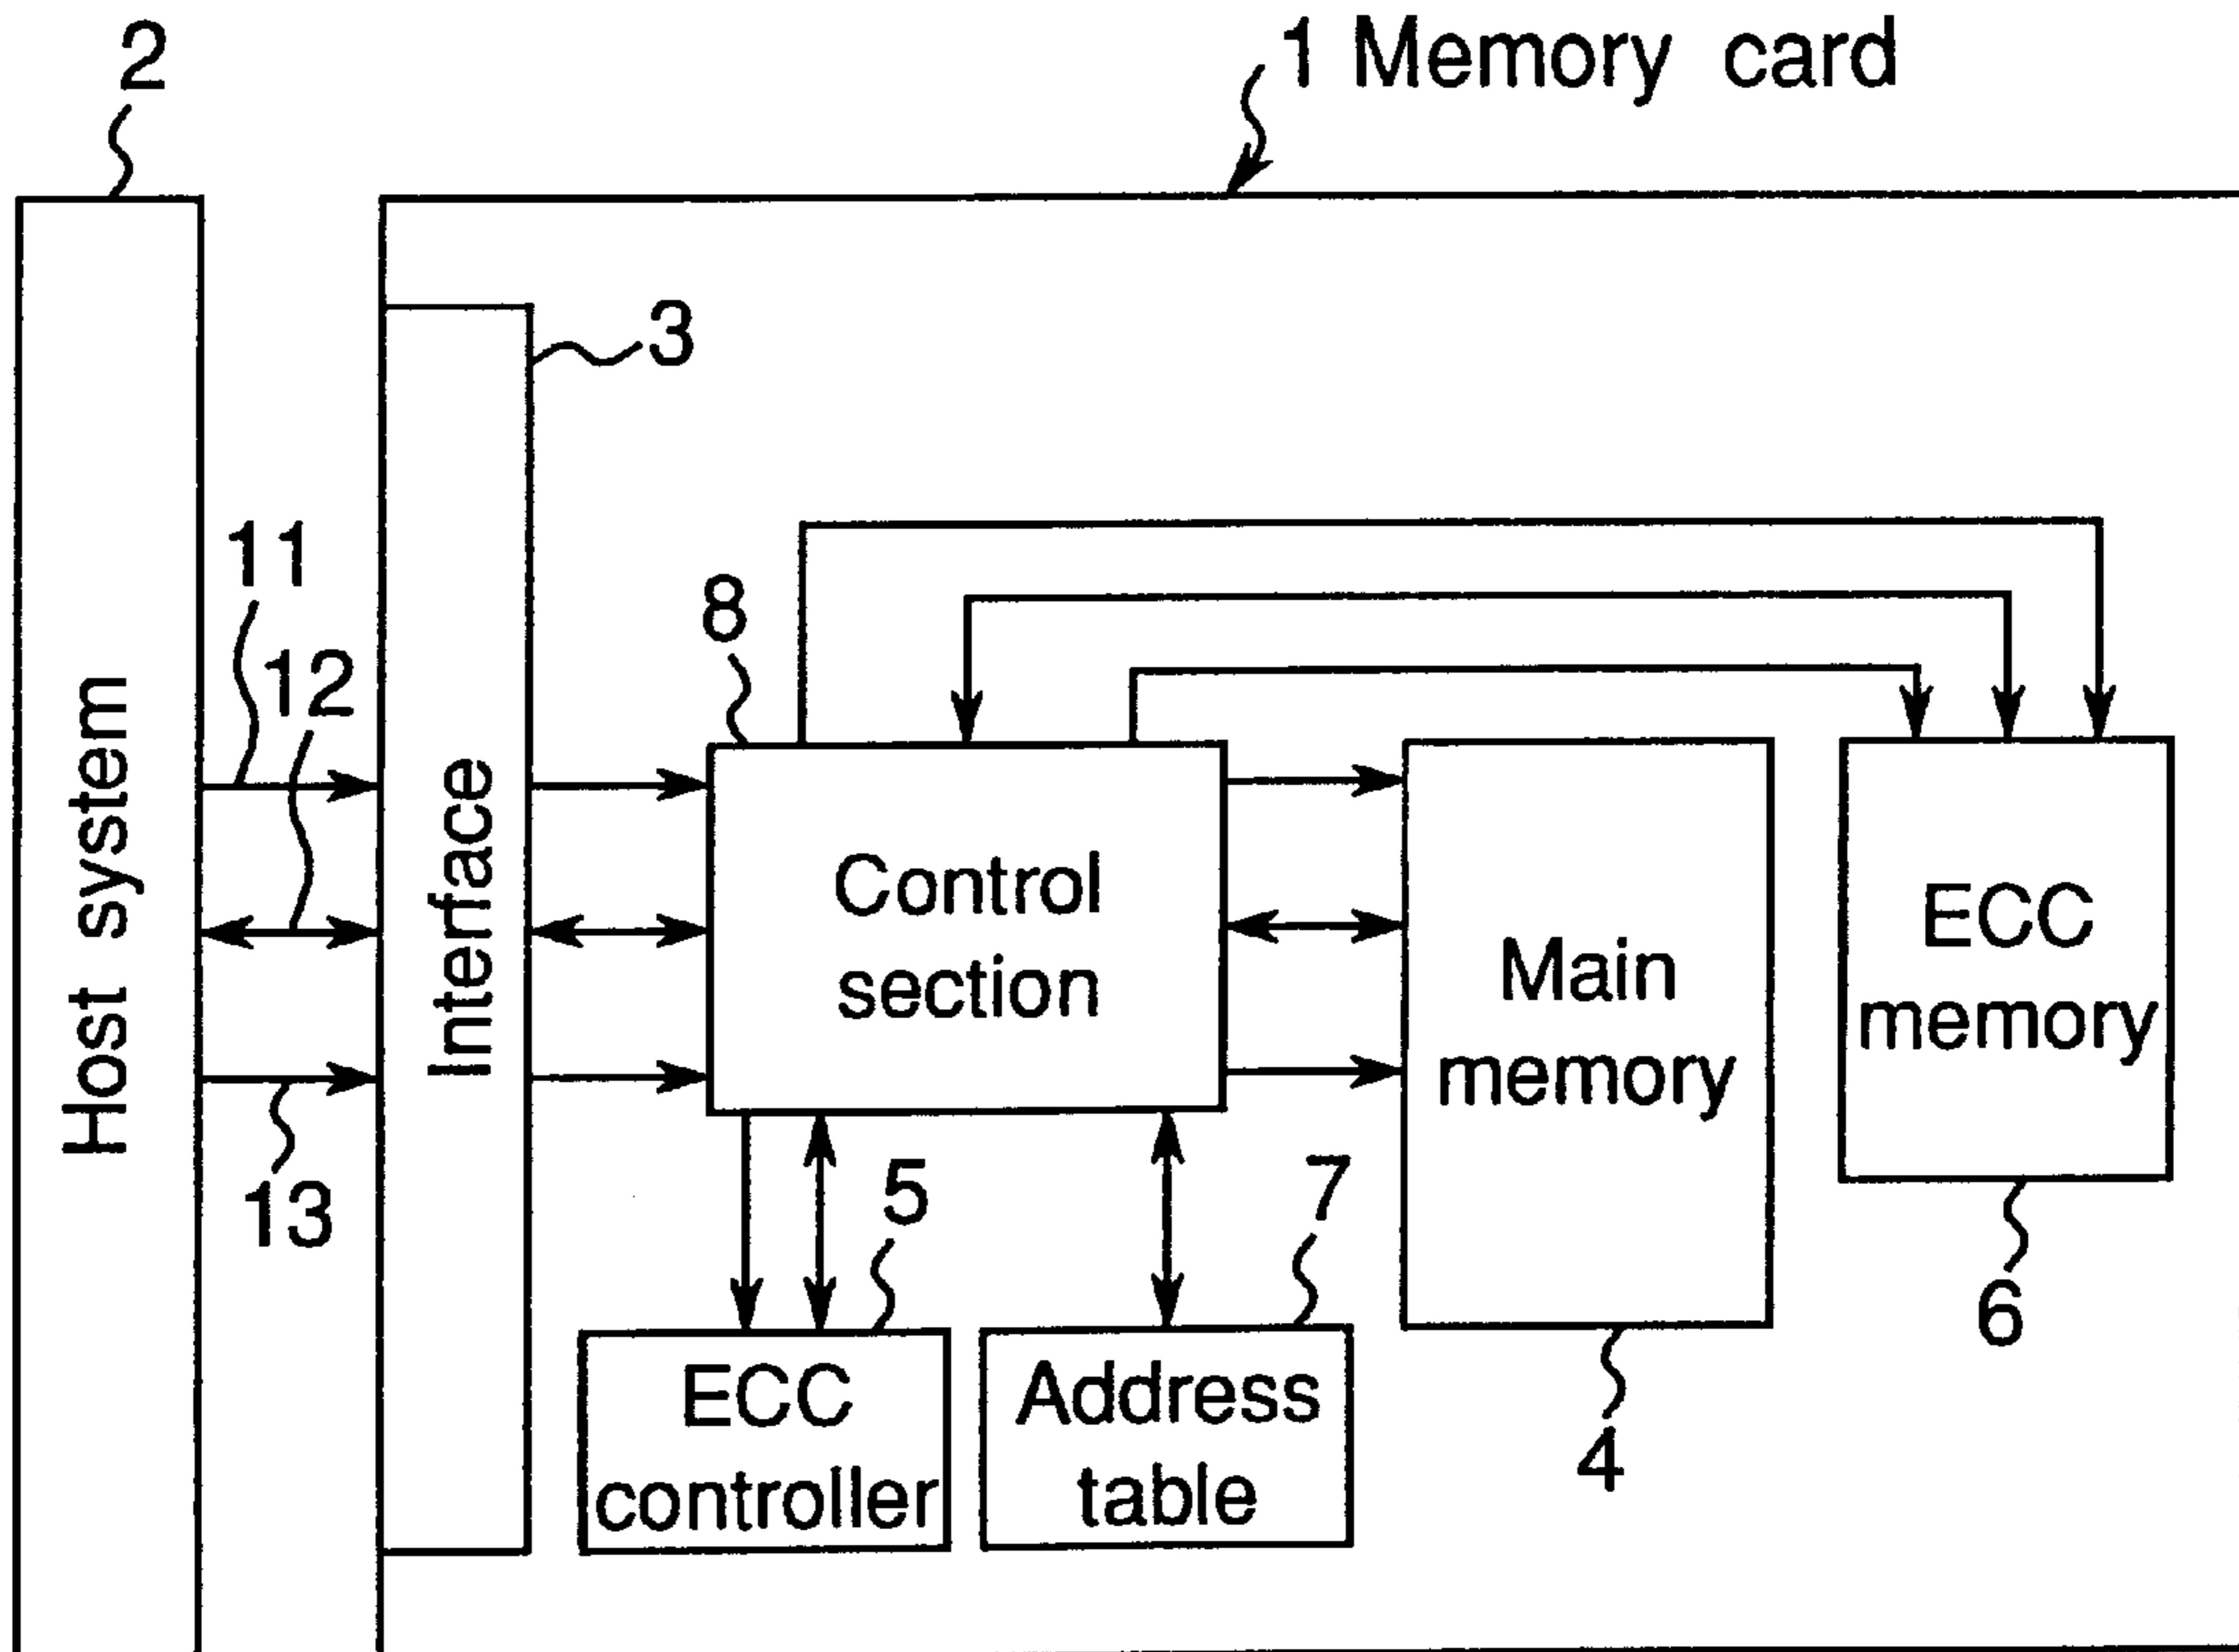 2
1 Memory card
3
11
8
12
Host system
Interface
Control
section
Main
memory
ECC
memory
13
5
7
6
ECC
controller
Address
table
4